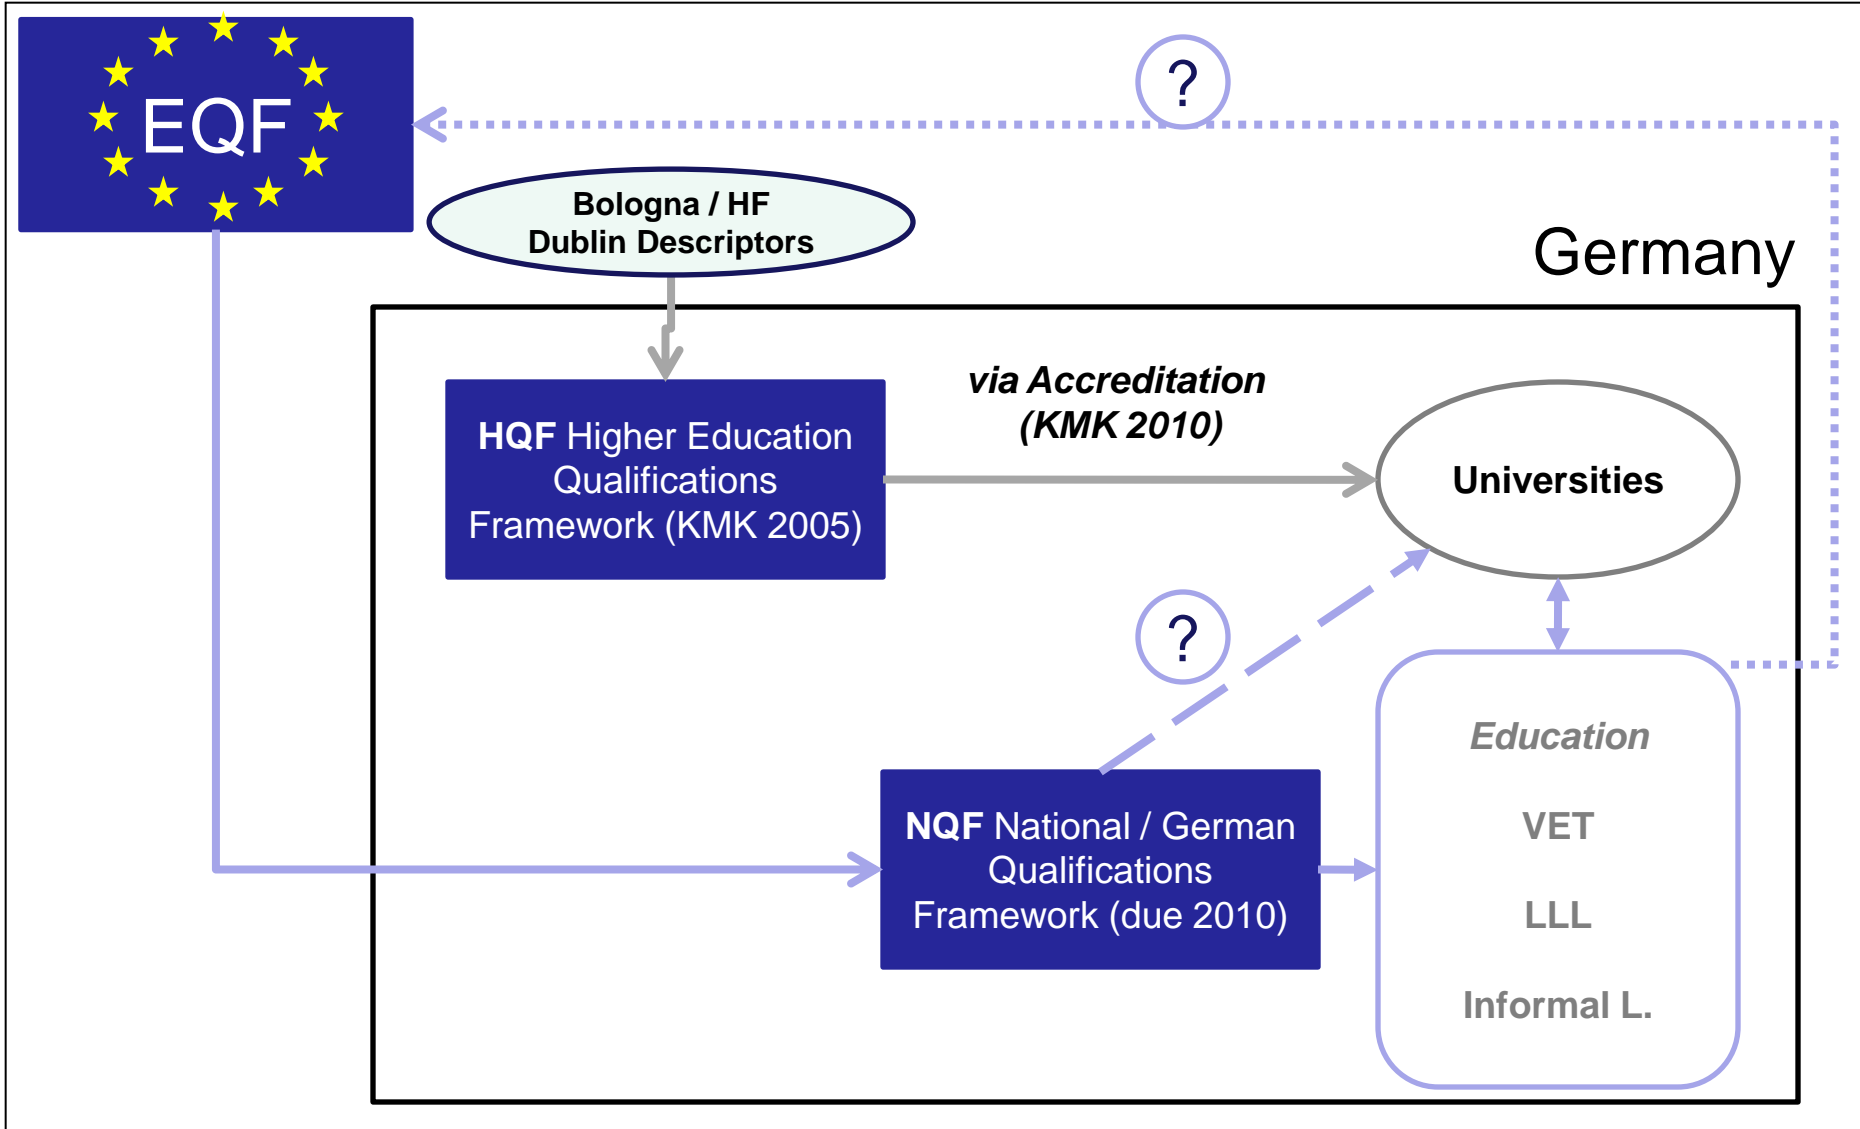 EQF
?
Bologna / HF
Dublin Descriptors
Germany
via Accreditation
(KMK 2010)
HQF Higher Education
Qualifications
Framework (KMK 2005)
Universities
?
Education
VET
LLL
Informal L.
NQF National / German
Qualifications
Framework (due 2010)